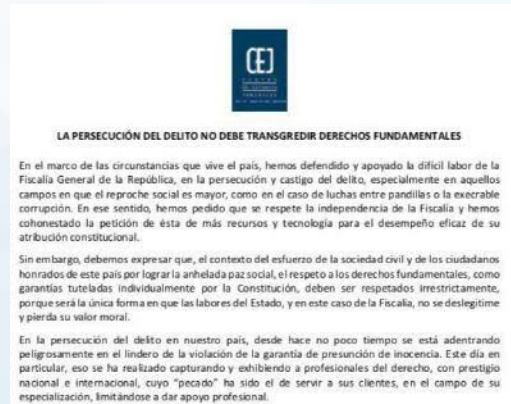 CEJ
CENTRO
DE ESTUDIOS
JURIDICOS
LA PERSECUCIÓN DEL DELITO NO DEBE TRANSGREDIR DERECHOS FUNDAMENTALES
En el marco de las circunstancias que vive el país, hemos defendido y apoyado la difícil labor de la
Fiscalía General de la República, en la persecución y castigo del delito, especialmente en aquellos
campos en que el reproche social es mayor, como en el caso de luchas entre pandillas o la execrable
corrupción. En ese sentido, hemos pedido que se respete la independencia de la Fiscalía y hemos
cohonestado la petición de ésta de más recursos y tecnología para el desempeño eficaz de su
atribución constitucional.
Sin embargo, debemos expresar que, el contexto del esfuerzo de la sociedad civil y de los ciudadanos
honrados de este país por lograr la anhelada paz social, el respeto a los derechos fundamentales, como
garantías tuteladas individualmente por la Constitución, deben ser respetados irrestrictamente,
porque será la única forma en que las labores del Estado, y en este caso de la Fiscalía, no se deslegitime
y pierda su valor moral.
En la persecución del delito en nuestro país, desde hace no poco tiempo se está adentrando
peligrosamente en el lindero de la violación de la garantía de presunción de inocencia. Este día en
particular, eso se ha realizado capturando y exhibiendo a profesionales del derecho, con prestigio
nacional e internacional, cuyo "pecado" ha sido el de servir a sus clientes, en el campo de su
especialización, limitándose a dar apoyo profesional.